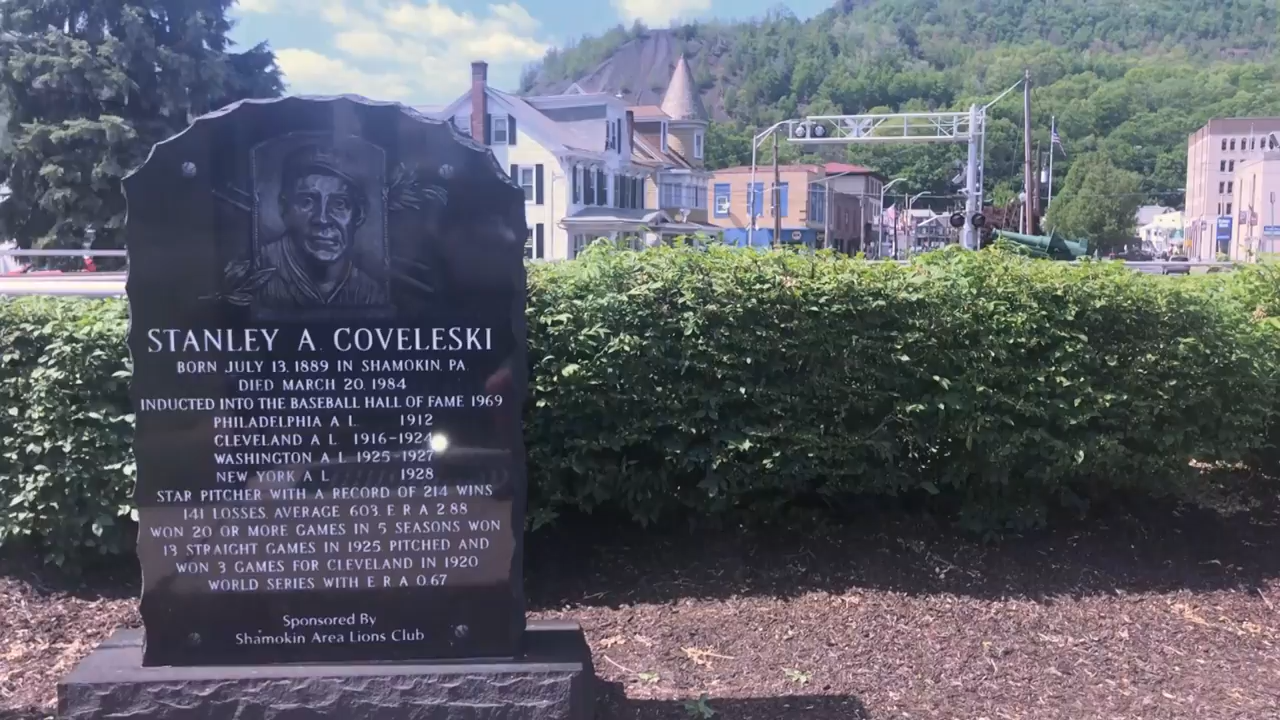 STANLEY A. COVELESKI
BORN JULY 13, 1889 IN SHAMOKIN, PA.
DIED MARCH 20, 1984
INDUCTED INTO THE BASEBALL HALL OF FAME 1969
PHILADELPHIA A L 1912
CLEVELAND A L 1916-1924
WASHINGTON A L 1925-1927
NEW YORK A L 1928
STAR PITCHER WITH A RECORD OF 214 WINS
141 LOSSES, AVERAGE .603, E R A 2.88
WON 20 OR MORE GAMES IN 5 SEASONS WON
13 STRAIGHT GAMES IN 1925 PITCHED AND
WON 3 GAMES FOR CLEVELAND IN 1920
WORLD SERIES WITH E R A 0.67
Sponsored By
Shamokin Area Lions Club